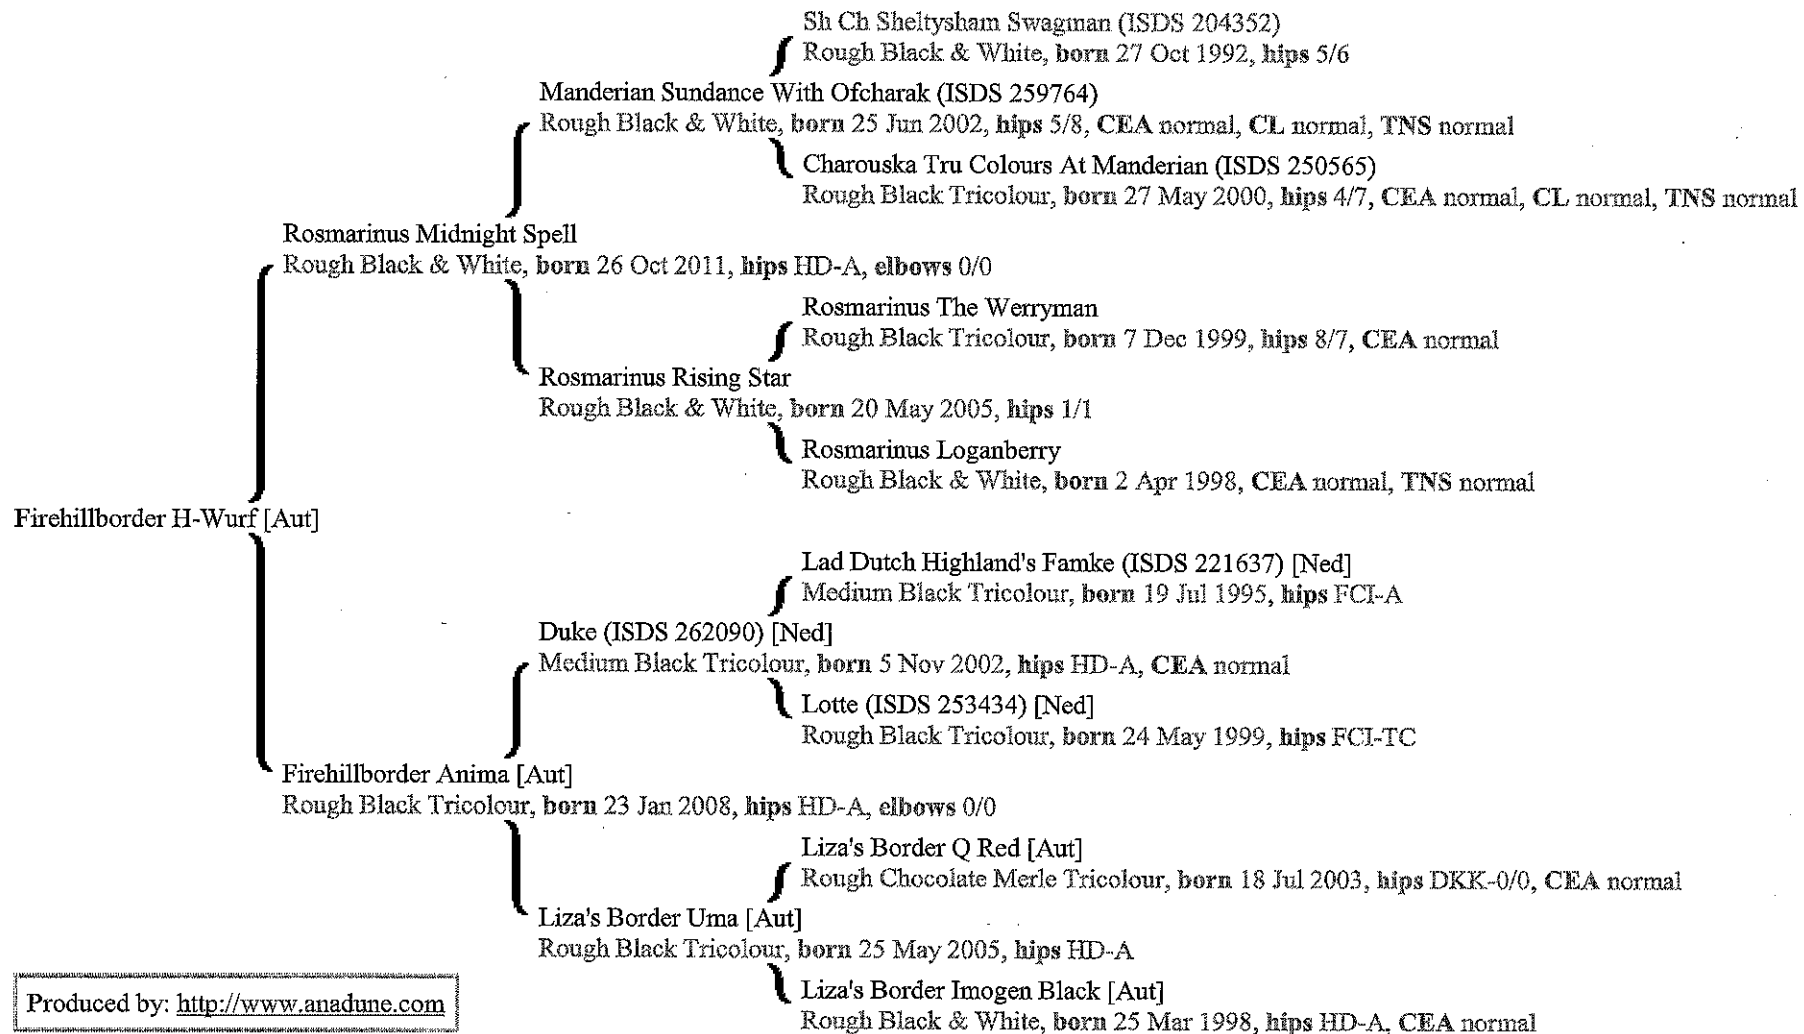 Sh Ch Sheltysham Swagman (ISDS 204352)
Rough Black & White, born 27 Oct 1992, hips 5/6
Manderian Sundance With Ofcharak (ISDS 259764)
Rough Black & White, born 25 Jun 2002, hips 5/8, CEA normal, CL normal, TNS normal
Charouska Tru Colours At Manderian (ISDS 250565)
Rough Black Tricolour, born 27 May 2000, hips 4/7, CEA normal, CL normal, TNS normal
Rosmarinus Midnight Spell
Rough Black & White, born 26 Oct 2011, hips HD-A, elbows 0/0
Rosmarinus The Werryman
Rough Black Tricolour, born 7 Dec 1999, hips 8/7, CEA normal
Rosmarinus Rising Star
Rough Black & White, born 20 May 2005, hips 1/1
Rosmarinus Loganberry
Rough Black & White, born 2 Apr 1998, CEA normal, TNS normal
Firehillborder H-Wurf [Aut]
Lad Dutch Highland's Famke (ISDS 221637) [Ned]
Medium Black Tricolour, born 19 Jul 1995, hips FCI-A
Duke (ISDS 262090) [Ned]
Medium Black Tricolour, born 5 Nov 2002, hips HD-A, CEA normal
Lotte (ISDS 253434) [Ned]
Rough Black Tricolour, born 24 May 1999, hips FCI-TC
Firehillborder Anima [Aut]
Rough Black Tricolour, born 23 Jan 2008, hips HD-A, elbows 0/0
Liza's Border Q Red [Aut]
Rough Chocolate Merle Tricolour, born 18 Jul 2003, hips DKK-0/0, CEA normal
Liza's Border Uma [Aut]
Rough Black Tricolour, born 25 May 2005, hips HD-A
Liza's Border Imogen Black [Aut]
Rough Black & White, born 25 Mar 1998, hips HD-A, CEA normal
Produced by: http://www.anadune.com